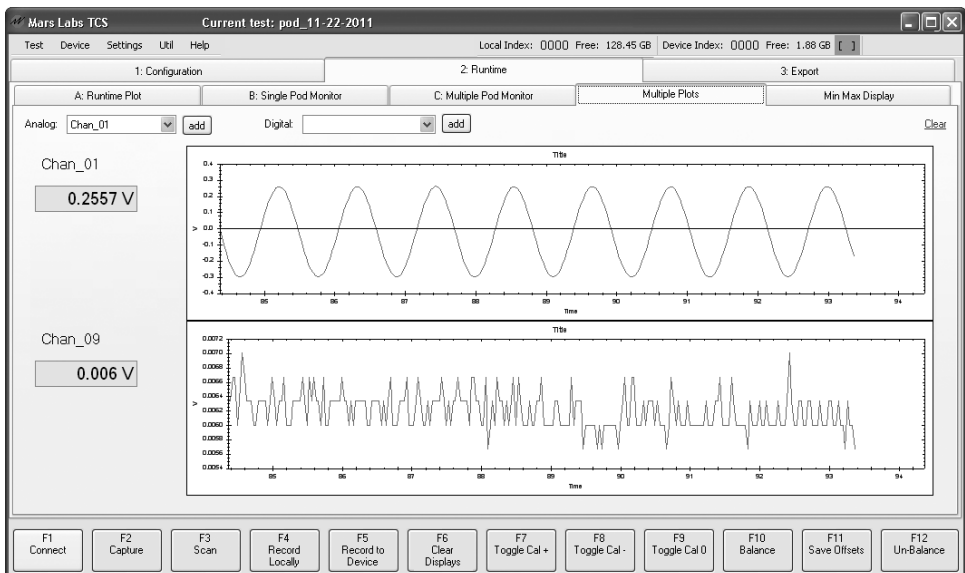 Mars Labs TCS Current test: pod_11-22-2011
Test Device Settings Util Help Local Index: 0000 Free: 128.45 GB Device Index: 0000 Free: 1.88 GB [ ]
1: Configuration 2: Runtime 3: Export
A: Runtime Plot B: Single Pod Monitor C: Multiple Pod Monitor Multiple Plots Min Max Display
Analog: Chan_01 add Digital: add Clear
Chan_01
0.2557 V
Title
0.4
0.3
0.2
0.1
0.0
-0.1
-0.2
-0.3
-0.4
V
85 86 87 88 89 90 91 92 93 94
Time
Chan_09
0.006 V
Title
0.0072
0.0070
0.0068
0.0066
0.0064
0.0062
0.0060
0.0058
0.0056
0.0054
V
85 86 87 88 89 90 91 92 93 94
Time
F1 Connect
F2 Capture
F3 Scan
F4 Record Locally
F5 Record to Device
F6 Clear Displays
F7 Toggle Cal +
F8 Toggle Cal -
F9 Toggle Cal 0
F10 Balance
F11 Save Offsets
F12 Un-Balance